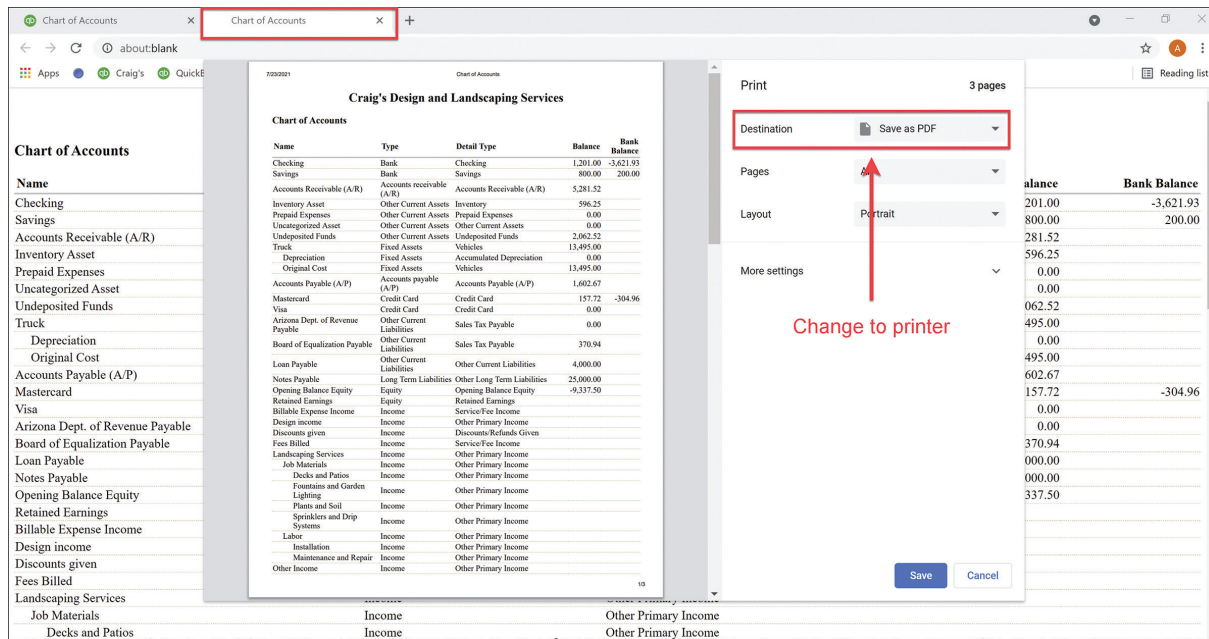 Chart of Accounts
Chart of Accounts
about:blank
A
Apps Craig's QuickB Reading list
Chart of Accounts
Name alance Bank Balance
Checking 201.00 -3,621.93
Savings 800.00 200.00
Accounts Receivable (A/R) 281.52
Inventory Asset 596.25
Prepaid Expenses 0.00
Uncategorized Asset 0.00
Undeposited Funds 062.52
Truck 495.00
Depreciation 0.00
Original Cost 495.00
Accounts Payable (A/P) 602.67
Mastercard 157.72 -304.96
Visa 0.00
Arizona Dept. of Revenue Payable 0.00
Board of Equalization Payable 370.94
Loan Payable 000.00
Notes Payable 000.00
Opening Balance Equity 337.50
Retained Earnings
Billable Expense Income
Design income
Discounts given
Fees Billed
Landscaping Services
Job Materials Income Other Primary Income
Decks and Patios Income Other Primary Income
7/23/2021 Chart of Accounts
Craig's Design and Landscaping Services
Chart of Accounts
Name Type Detail Type Balance Bank
Balance
Checking Bank Checking 1,201.00 -3,621.93
Savings Bank Savings 800.00 200.00
Accounts Receivable (A/R) Accounts receivable Accounts Receivable (A/R) 5,281.52
(A/R)
Inventory Asset Other Current Assets Inventory 596.25
Prepaid Expenses Other Current Assets Prepaid Expenses 0.00
Uncategorized Asset Other Current Assets Other Current Assets 0.00
Undeposited Funds Other Current Assets Undeposited Funds 2,062.52
Truck Fixed Assets Vehicles 13,495.00
Depreciation Fixed Assets Accumulated Depreciation 0.00
Original Cost Fixed Assets Vehicles 13,495.00
Accounts Payable (A/P) Accounts payable Accounts Payable (A/P) 1,602.67
(A/P)
Mastercard Credit Card Credit Card 157.72 -304.96
Visa Credit Card Credit Card 0.00
Arizona Dept. of Revenue Other Current Sales Tax Payable 0.00
Payable Liabilities
Board of Equalization Payable Other Current Sales Tax Payable 370.94
Liabilities
Loan Payable Other Current Other Current Liabilities 4,000.00
Liabilities
Notes Payable Long Term Liabilities Other Long Term Liabilities 25,000.00
Opening Balance Equity Equity Opening Balance Equity -9,337.50
Retained Earnings Equity Retained Earnings
Billable Expense Income Income Service/Fee Income
Design income Income Other Primary Income
Discounts given Income Discounts/Refunds Given
Fees Billed Income Service/Fee Income
Landscaping Services Income Other Primary Income
Job Materials Income Other Primary Income
Decks and Patios Income Other Primary Income
Fountains and Garden Income Other Primary Income
Lighting
Plants and Soil Income Other Primary Income
Sprinklers and Drip Income Other Primary Income
Systems
Labor Income Other Primary Income
Installation Income Other Primary Income
Maintenance and Repair Income Other Primary Income
Other Income Income Other Primary Income
1/3
Print 3 pages
Destination Save as PDF
Pages
Layout Portrait
More settings
Change to printer
Save Cancel